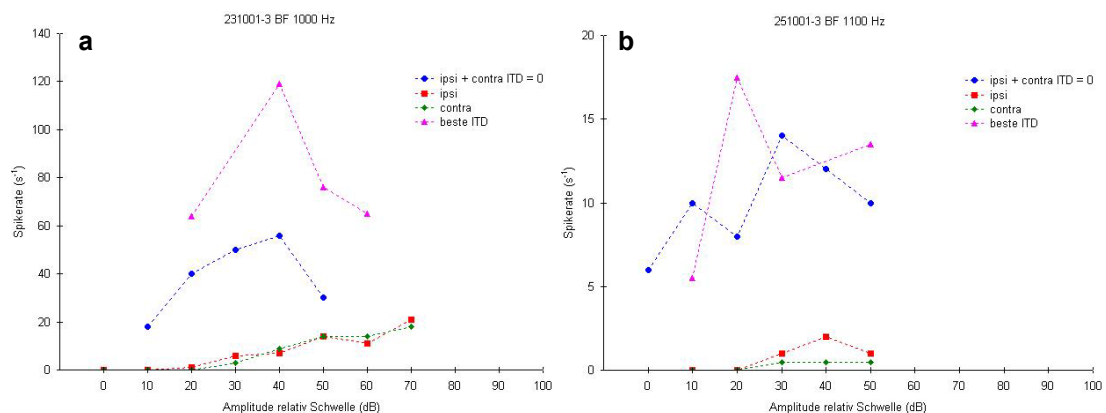 a
231001-3 BF 1000 Hz
140
120
100
80
60
40
20
0
Spikerate (s⁻¹)
0 10 20 30 40 50 60 70 80 90 100
Amplitude relativ Schwelle (dB)
ipsi + contra ITD = 0
ipsi
contra
beste ITD
b
251001-3 BF 1100 Hz
20
15
10
5
0
Spikerate (s⁻¹)
0 10 20 30 40 50 60 70 80 90 100
Amplitude relativ Schwelle (dB)
ipsi + contra ITD = 0
ipsi
contra
beste ITD